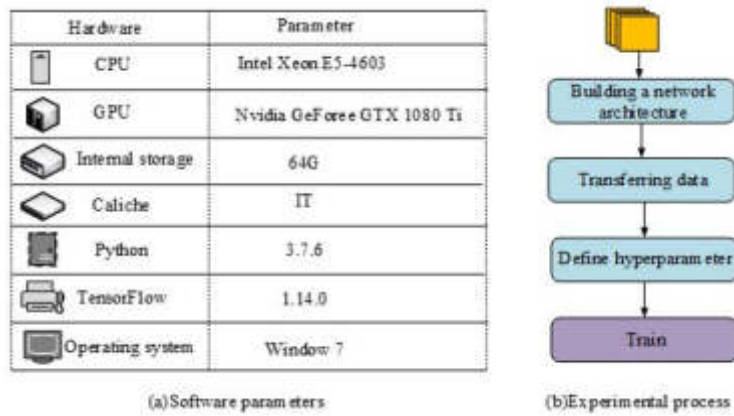 Hardware Parameter
CPU Intel Xeon E5-4603
GPU Nvidia GeForee GTX 1080 Ti
Internal storage 64G
Caliche IT
Python 3.7.6
TensorFlow 1.14.0
Operating system Window 7
(a)Software parameters
Building a network
architecture
Transferring data
Define hyperparameter
Train
(b)Experimental process